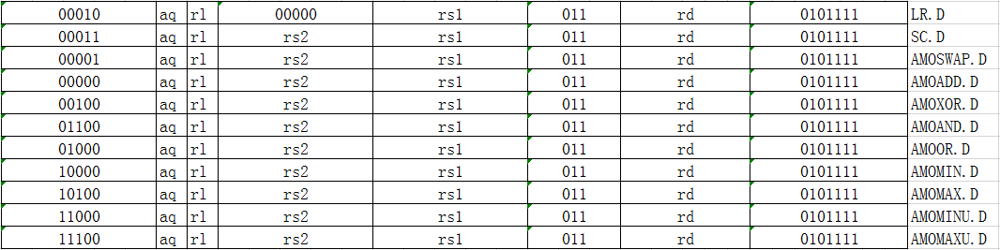 00010 aq rl 00000 rs1 011 rd 0101111 LR.D
00011 aq rl rs2 rs1 011 rd 0101111 SC.D
00001 aq rl rs2 rs1 011 rd 0101111 AMOSWAP.D
00000 aq rl rs2 rs1 011 rd 0101111 AMOADD.D
00100 aq rl rs2 rs1 011 rd 0101111 AMOXOR.D
01100 aq rl rs2 rs1 011 rd 0101111 AMOAND.D
01000 aq rl rs2 rs1 011 rd 0101111 AMOOR.D
10000 aq rl rs2 rs1 011 rd 0101111 AMOMIN.D
10100 aq rl rs2 rs1 011 rd 0101111 AMOMAX.D
11000 aq rl rs2 rs1 011 rd 0101111 AMOMINU.D
11100 aq rl rs2 rs1 011 rd 0101111 AMOMAXU.D